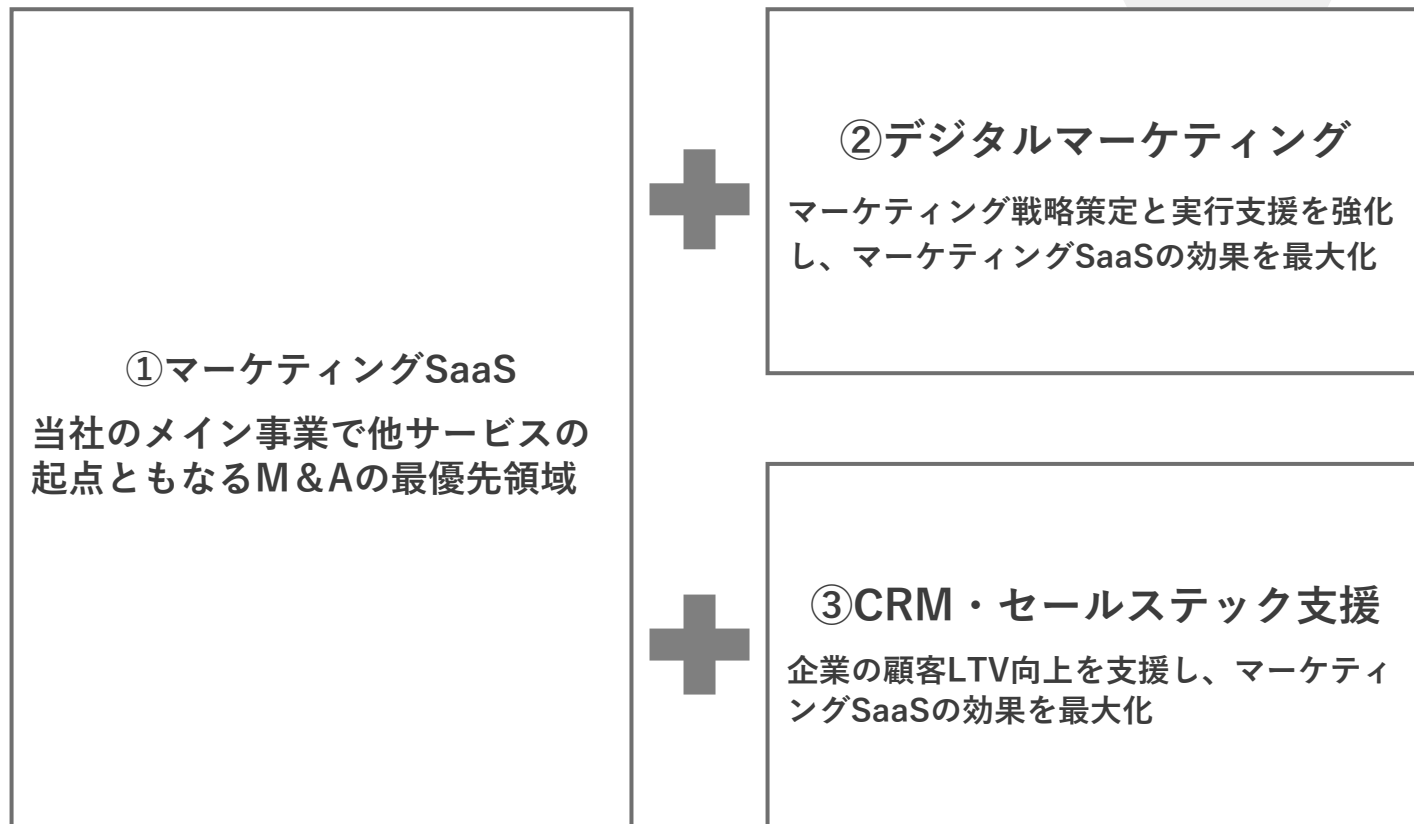 ①マーケティングSaaS
当社のメイン事業で他サービスの
起点ともなるM&Aの最優先領域
②デジタルマーケティング
マーケティング戦略策定と実行支援を強化
し、マーケティングSaaSの効果を最大化
③CRM・セールステック支援
企業の顧客LTV向上を支援し、マーケティ
ングSaaSの効果を最大化